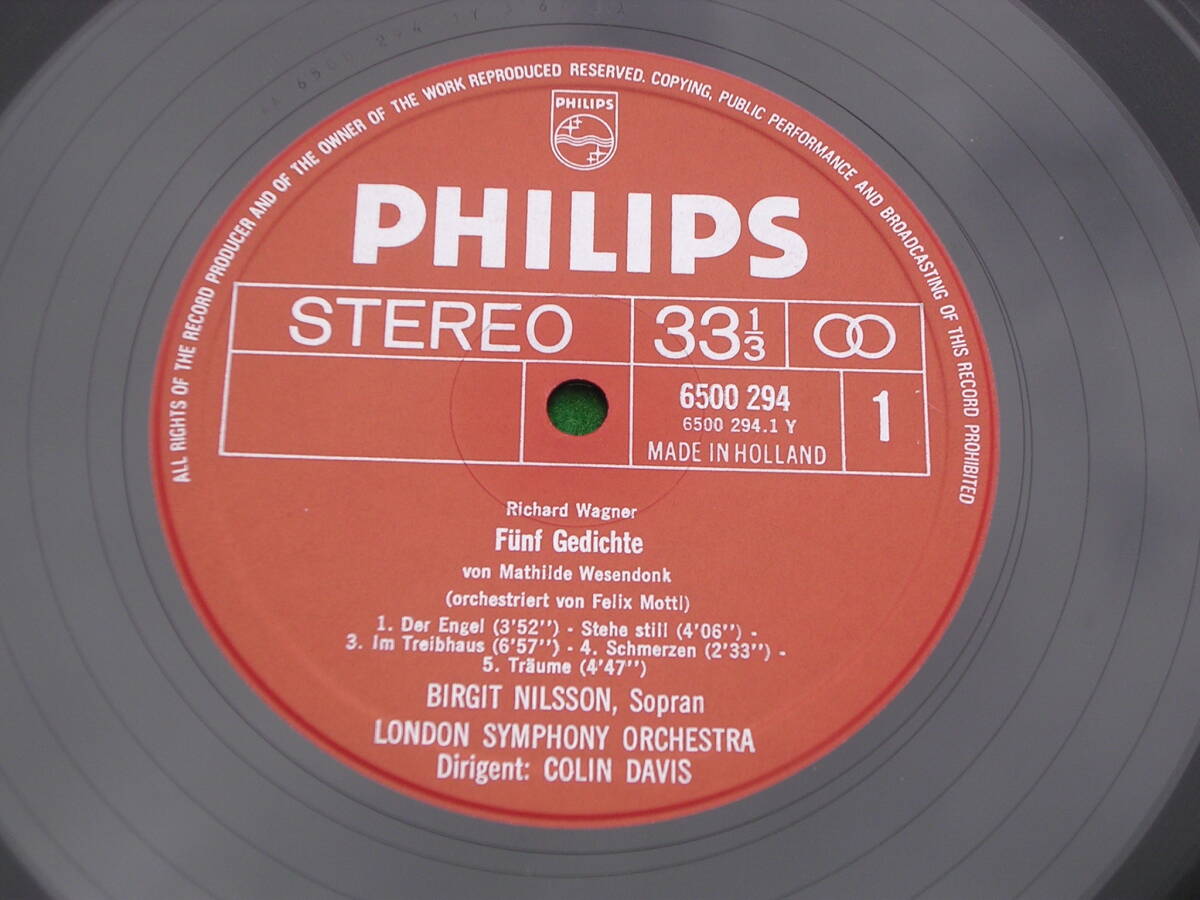 ALL RIGHTS OF THE RECORD PRODUCER AND OF THE OWNER OF THE WORK REPRODUCED RESERVED. COPYING, PUBLIC PERFORMANCE AND BROADCASTING OF THIS RECORD PROHIBITED
PHILIPS
PHILIPS
STEREO
33 1/3
6500 294
6500 294.1 Y
MADE IN HOLLAND
1
Richard Wagner
Fünf Gedichte
von Mathilde Wesendonk
(orchestriert von Felix Mottl)
1. Der Engel (3'52'') - Stehe still (4'06'') -
3. Im Treibhaus (6'57'') - 4. Schmerzen (2'33'') -
5. Träume (4'47'')
BIRGIT NILSSON, Sopran
LONDON SYMPHONY ORCHESTRA
Dirigent: COLIN DAVIS